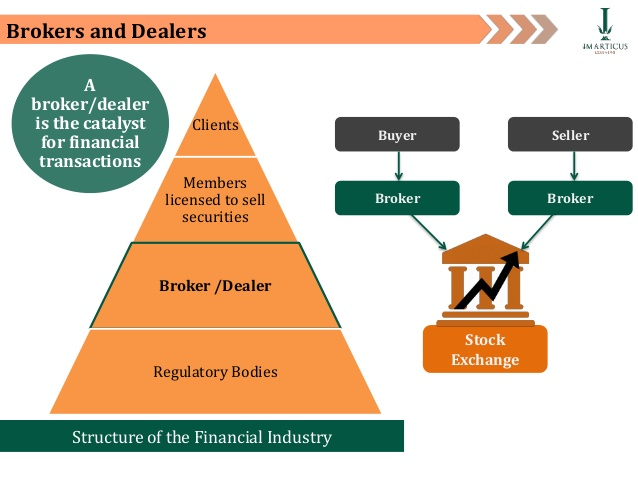 Brokers and Dealers
IMARTICUS
LEARNING
A
broker/dealer
is the catalyst
for financial
transactions
Clients
Members
licensed to sell
securities
Broker /Dealer
Regulatory Bodies
Structure of the Financial Industry
Buyer
Seller
Broker
Broker
Stock
Exchange